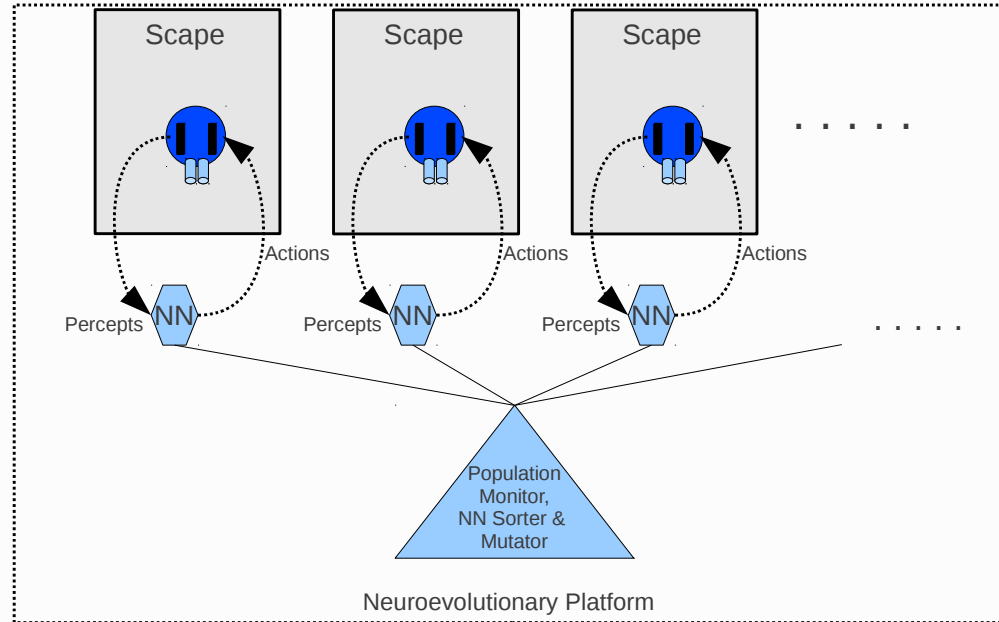 Scape
Scape
Scape
. . . . .
Actions
Actions
Actions
NN
NN
NN
Percepts
Percepts
Percepts
. . . . .
Population
Monitor,
NN Sorter &
Mutator
Neuroevolutionary Platform